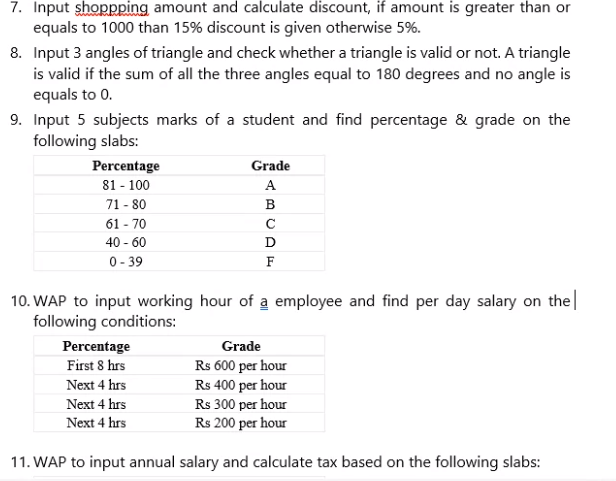 7. Input shoppping amount and calculate discount, if amount is greater than or
equals to 1000 than 15% discount is given otherwise 5%.
8. Input 3 angles of triangle and check whether a triangle is valid or not. A triangle
is valid if the sum of all the three angles equal to 180 degrees and no angle is
equals to 0.
9. Input 5 subjects marks of a student and find percentage & grade on the
following slabs:
Percentage Grade
81 - 100 A
71 - 80 B
61 - 70 C
40 - 60 D
0 - 39 F
10. WAP to input working hour of a employee and find per day salary on the
following conditions:
Percentage Grade
First 8 hrs Rs 600 per hour
Next 4 hrs Rs 400 per hour
Next 4 hrs Rs 300 per hour
Next 4 hrs Rs 200 per hour
11. WAP to input annual salary and calculate tax based on the following slabs: